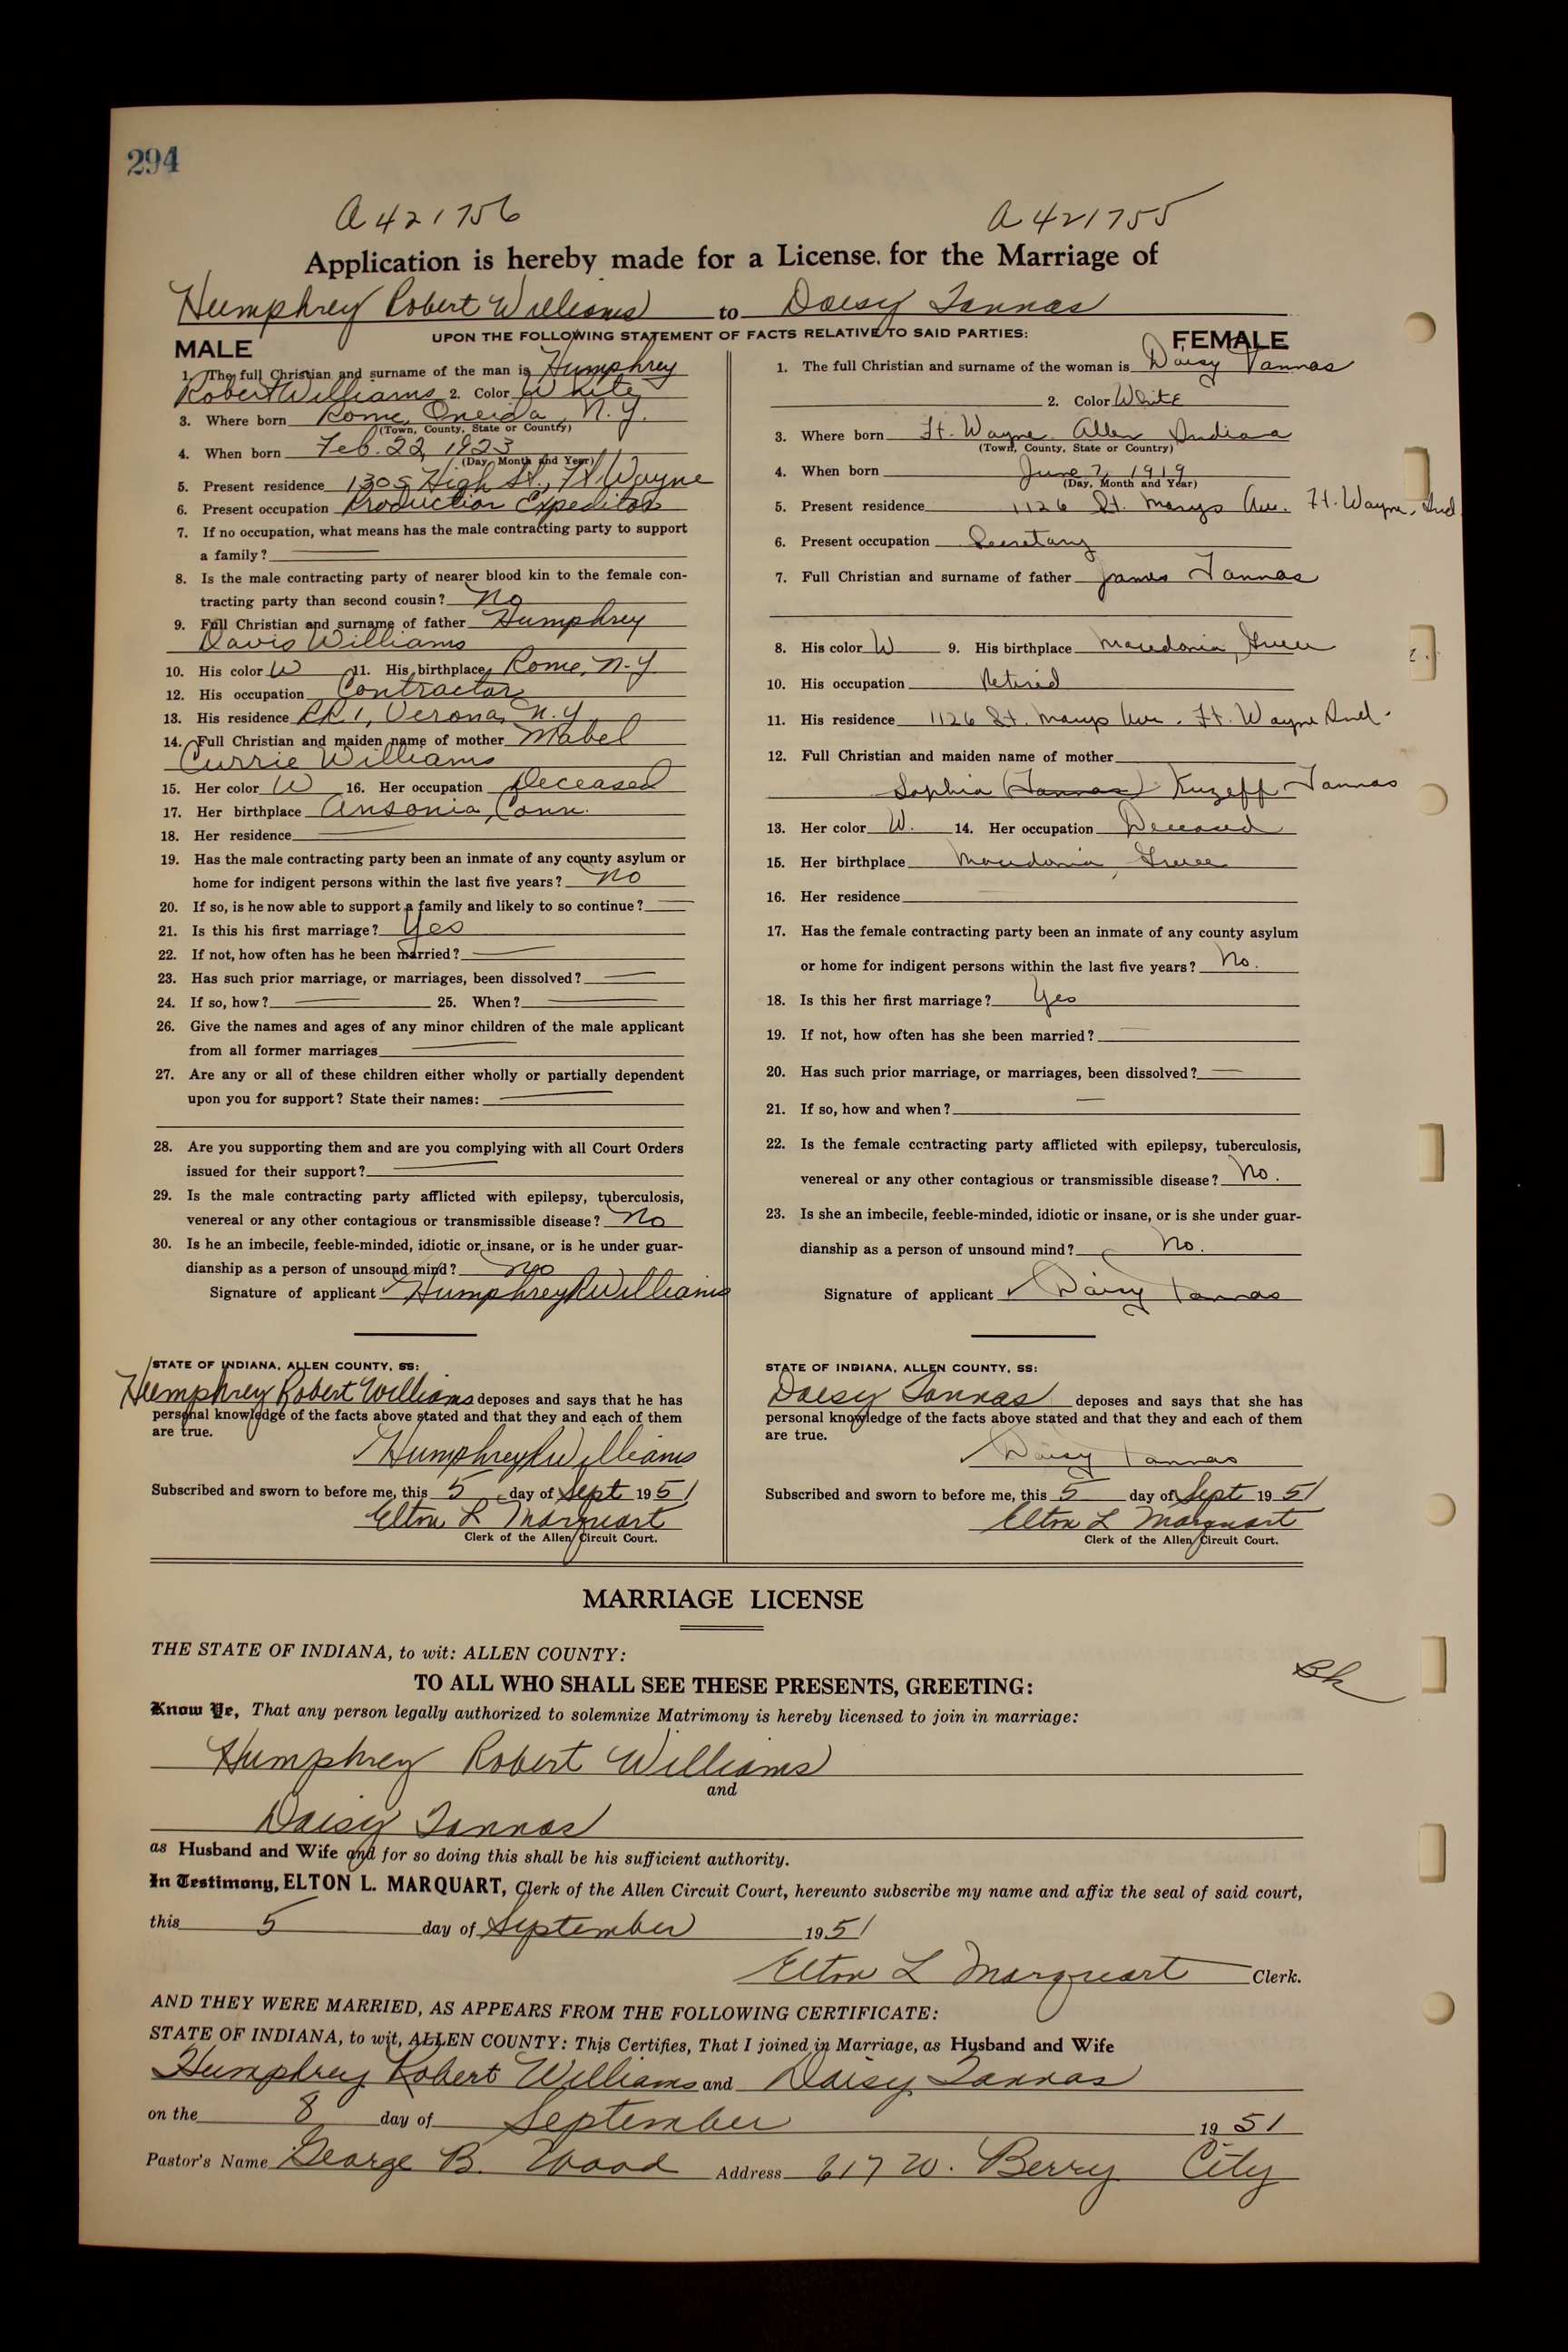 294
A421756 A421755
Application is hereby made for a License for the Marriage of
Humphrey Robert Williams to Daisy Tannas
UPON THE FOLLOWING STATEMENT OF FACTS RELATIVE TO SAID PARTIES:
MALE
1. The full Christian and surname of the man is Humphrey
Robert Williams 2. Color White
3. Where born Rome, Oneida, N.Y.
(Town, County, State or Country)
4. When born Feb. 22, 1923
(Day, Month and Year)
5. Present residence 1305 High St., Ft Wayne
6. Present occupation Production Expeditor
7. If no occupation, what means has the male contracting party to support
a family?
8. Is the male contracting party of nearer blood kin to the female con-
tracting party than second cousin? No
9. Full Christian and surname of father Humphrey
Davis Williams
10. His color W 11. His birthplace Rome, N.Y.
12. His occupation Contractor
13. His residence RR 1, Verona, N.Y
14. Full Christian and maiden name of mother Mabel
Currie Williams
15. Her color W 16. Her occupation Deceased
17. Her birthplace Ansonia, Conn.
18. Her residence
19. Has the male contracting party been an inmate of any county asylum or
home for indigent persons within the last five years? No
20. If so, is he now able to support a family and likely to so continue?
21. Is this his first marriage? Yes
22. If not, how often has he been married?
23. Has such prior marriage, or marriages, been dissolved?
24. If so, how? 25. When?
26. Give the names and ages of any minor children of the male applicant
from all former marriages
27. Are any or all of these children either wholly or partially dependent
upon you for support? State their names:
28. Are you supporting them and are you complying with all Court Orders
issued for their support?
29. Is the male contracting party afflicted with epilepsy, tuberculosis,
venereal or any other contagious or transmissible disease? No
30. Is he an imbecile, feeble-minded, idiotic or insane, or is he under guar-
dianship as a person of unsound mind? No
Signature of applicant Humphrey R Williams
STATE OF INDIANA, ALLEN COUNTY, SS:
Humphrey Robert Williams deposes and says that he has
personal knowledge of the facts above stated and that they and each of them
are true.
Humphrey R Williams
Subscribed and sworn to before me, this 5 day of Sept 1951
Elton L Marquart
Clerk of the Allen Circuit Court.
FEMALE
1. The full Christian and surname of the woman is Daisy Tannas
2. Color White
3. Where born Ft. Wayne Allen Indiana
(Town, County, State or Country)
4. When born June 7, 1919
(Day, Month and Year)
5. Present residence 1126 St. Marys Ave. Ft. Wayne, Ind.
6. Present occupation Secretary
7. Full Christian and surname of father James Tannas
8. His color W 9. His birthplace Macedonia, Greece
10. His occupation Retired
11. His residence 1126 St. Marys Ave. Ft. Wayne Ind.
12. Full Christian and maiden name of mother
Sophia (Tannas) Kuzeff Tannas
13. Her color W. 14. Her occupation Deceased
15. Her birthplace Macedonia, Greece
16. Her residence
17. Has the female contracting party been an inmate of any county asylum
or home for indigent persons within the last five years? No.
18. Is this her first marriage? Yes
19. If not, how often has she been married?
20. Has such prior marriage, or marriages, been dissolved?
21. If so, how and when?
22. Is the female contracting party afflicted with epilepsy, tuberculosis,
venereal or any other contagious or transmissible disease? No.
23. Is she an imbecile, feeble-minded, idiotic or insane, or is she under guar-
dianship as a person of unsound mind? No.
Signature of applicant Daisy Tannas
STATE OF INDIANA, ALLEN COUNTY, SS:
Daisy Tannas deposes and says that she has
personal knowledge of the facts above stated and that they and each of them
are true.
Daisy Tannas
Subscribed and sworn to before me, this 5 day of Sept 1951
Elton L Marquart
Clerk of the Allen Circuit Court.
MARRIAGE LICENSE
THE STATE OF INDIANA, to wit: ALLEN COUNTY:
TO ALL WHO SHALL SEE THESE PRESENTS, GREETING:
Know Ye, That any person legally authorized to solemnize Matrimony is hereby licensed to join in marriage:
Humphrey Robert Williams
and
Daisy Tannas
as Husband and Wife and for so doing this shall be his sufficient authority.
In Testimony, ELTON L. MARQUART, Clerk of the Allen Circuit Court, hereunto subscribe my name and affix the seal of said court,
this 5 day of September 1951
Elton L Marquart Clerk.
AND THEY WERE MARRIED, AS APPEARS FROM THE FOLLOWING CERTIFICATE:
STATE OF INDIANA, to wit, ALLEN COUNTY: This Certifies, That I joined in Marriage, as Husband and Wife
Humphrey Robert Williams and Daisy Tannas
on the 8 day of September 1951
Pastor's Name George B. Wood Address 617 W. Berry City